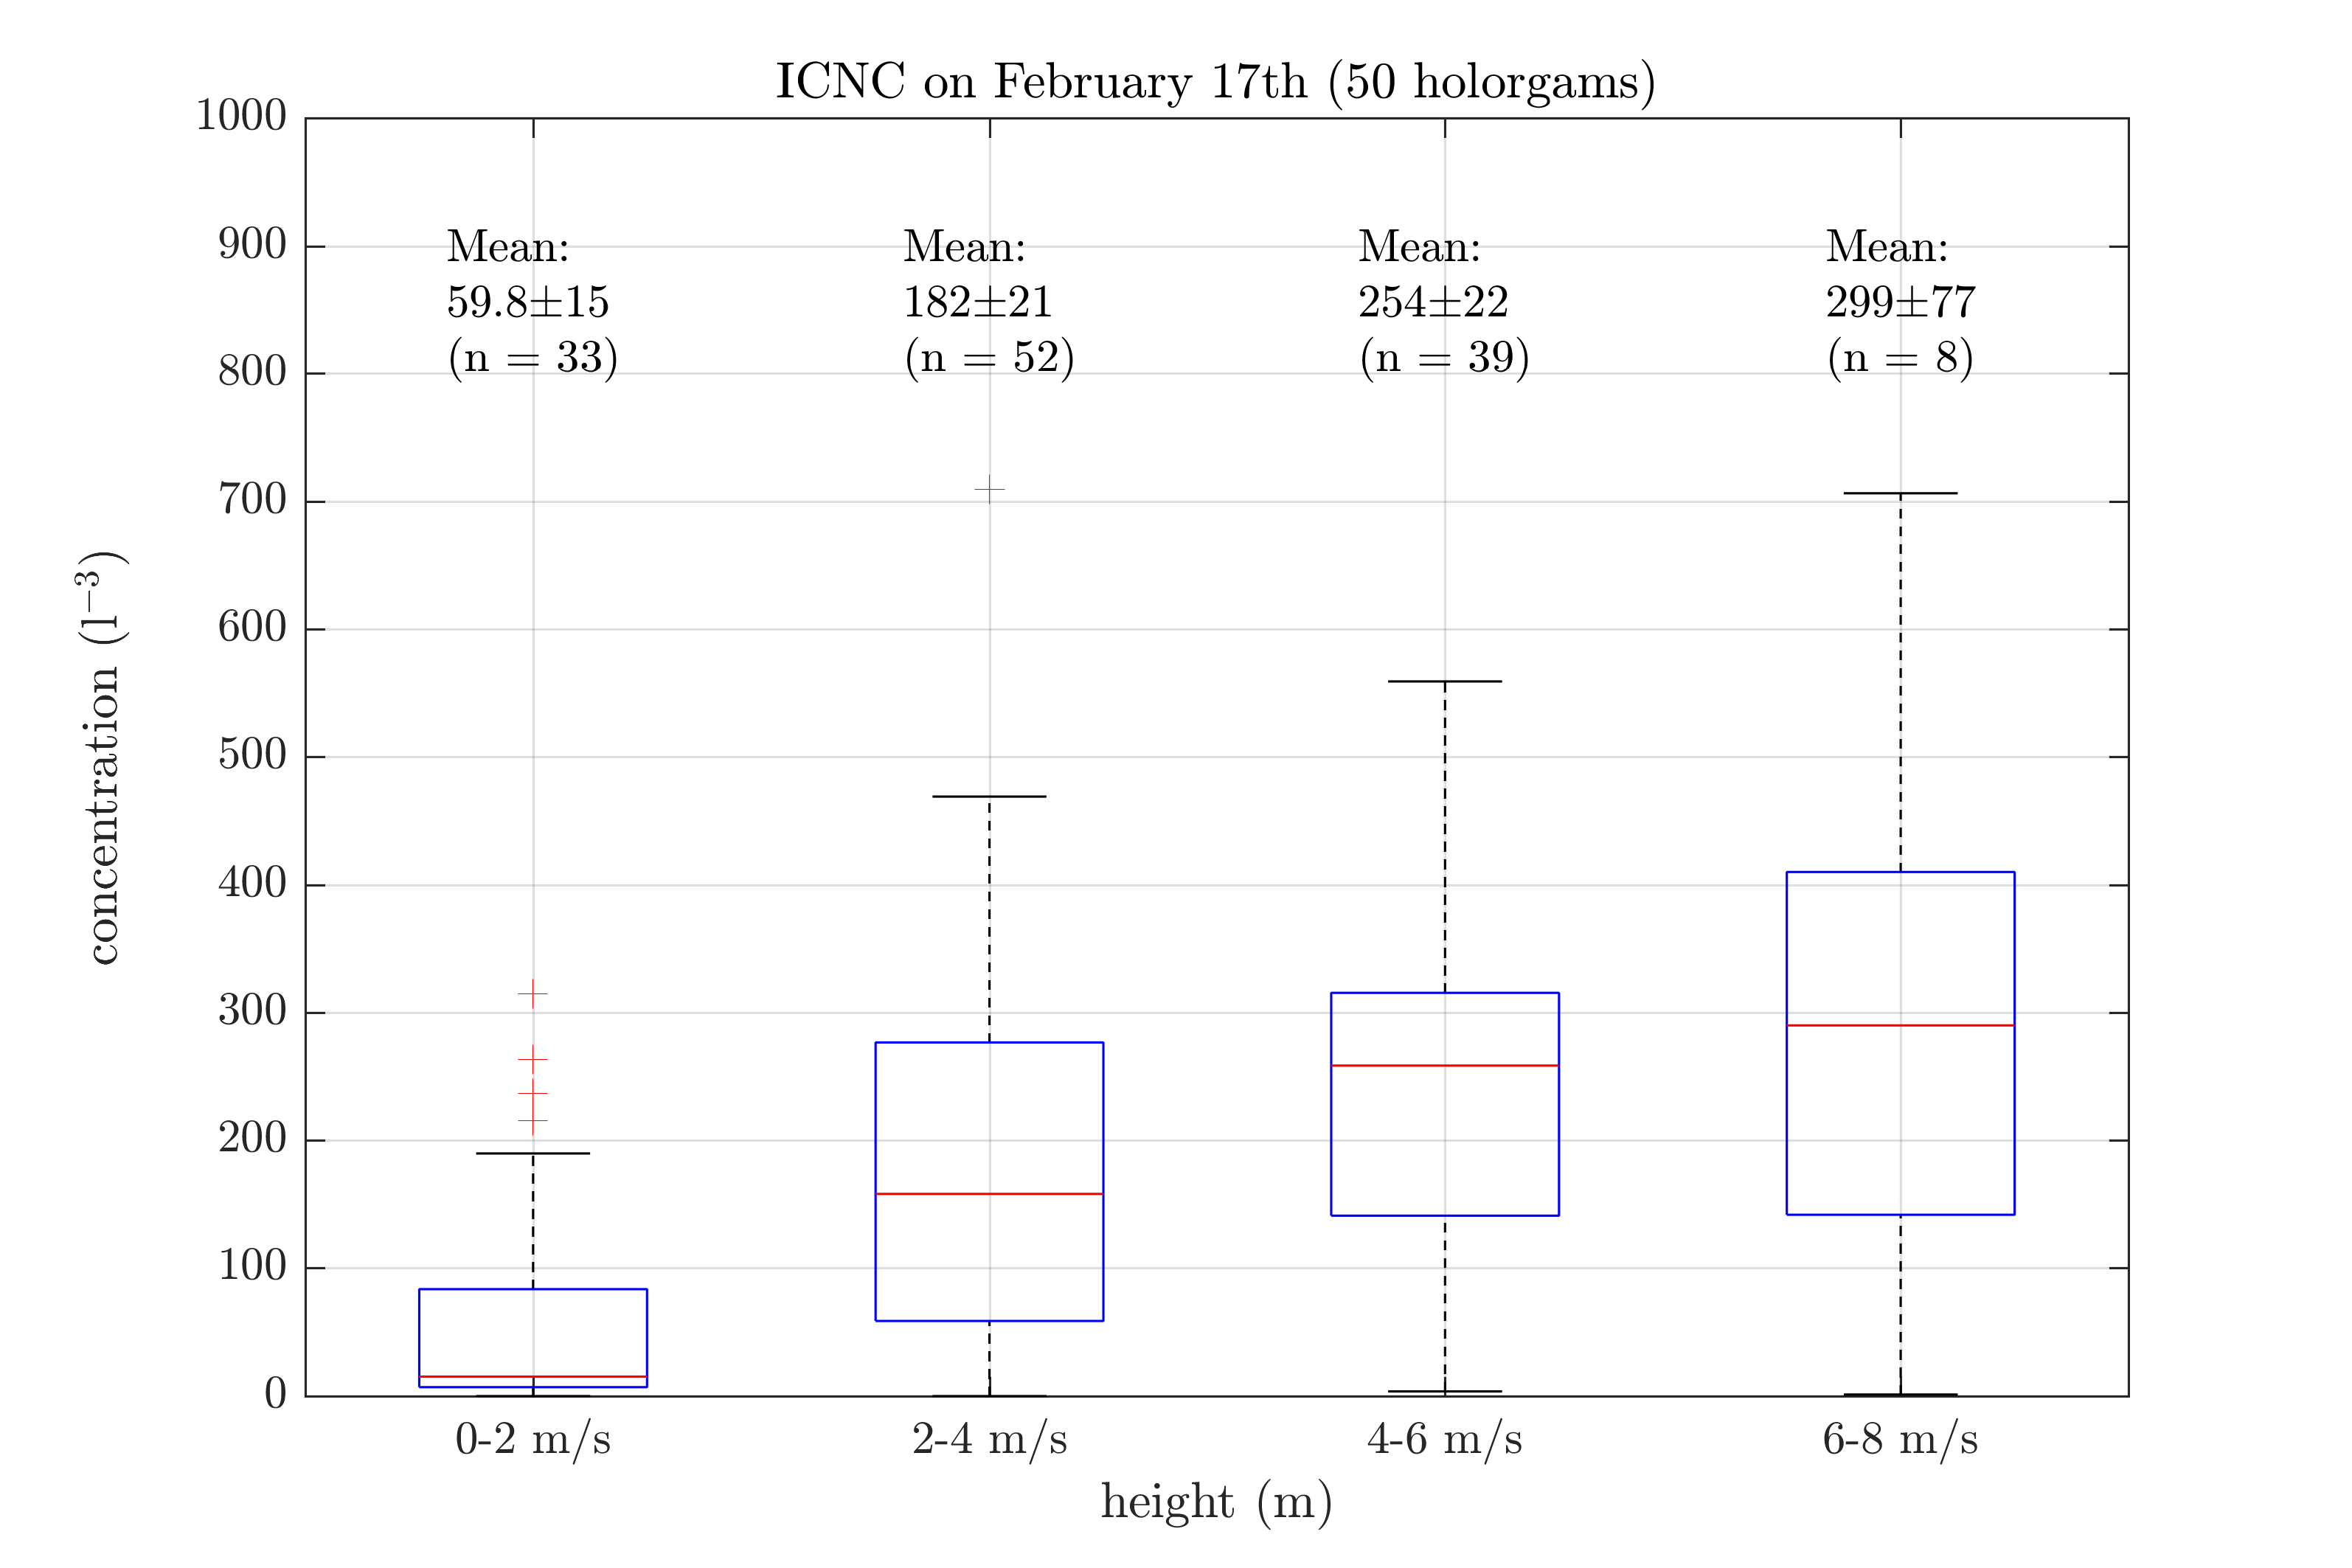 ICNC on February 17th (50 holorgams)
1000
900
800
700
600
500
400
300
200
100
0
concentration (l⁻³)
Mean:
59.8±15
(n = 33)
Mean:
182±21
(n = 52)
Mean:
254±22
(n = 39)
Mean:
299±77
(n = 8)
0-2 m/s
2-4 m/s
4-6 m/s
6-8 m/s
height (m)